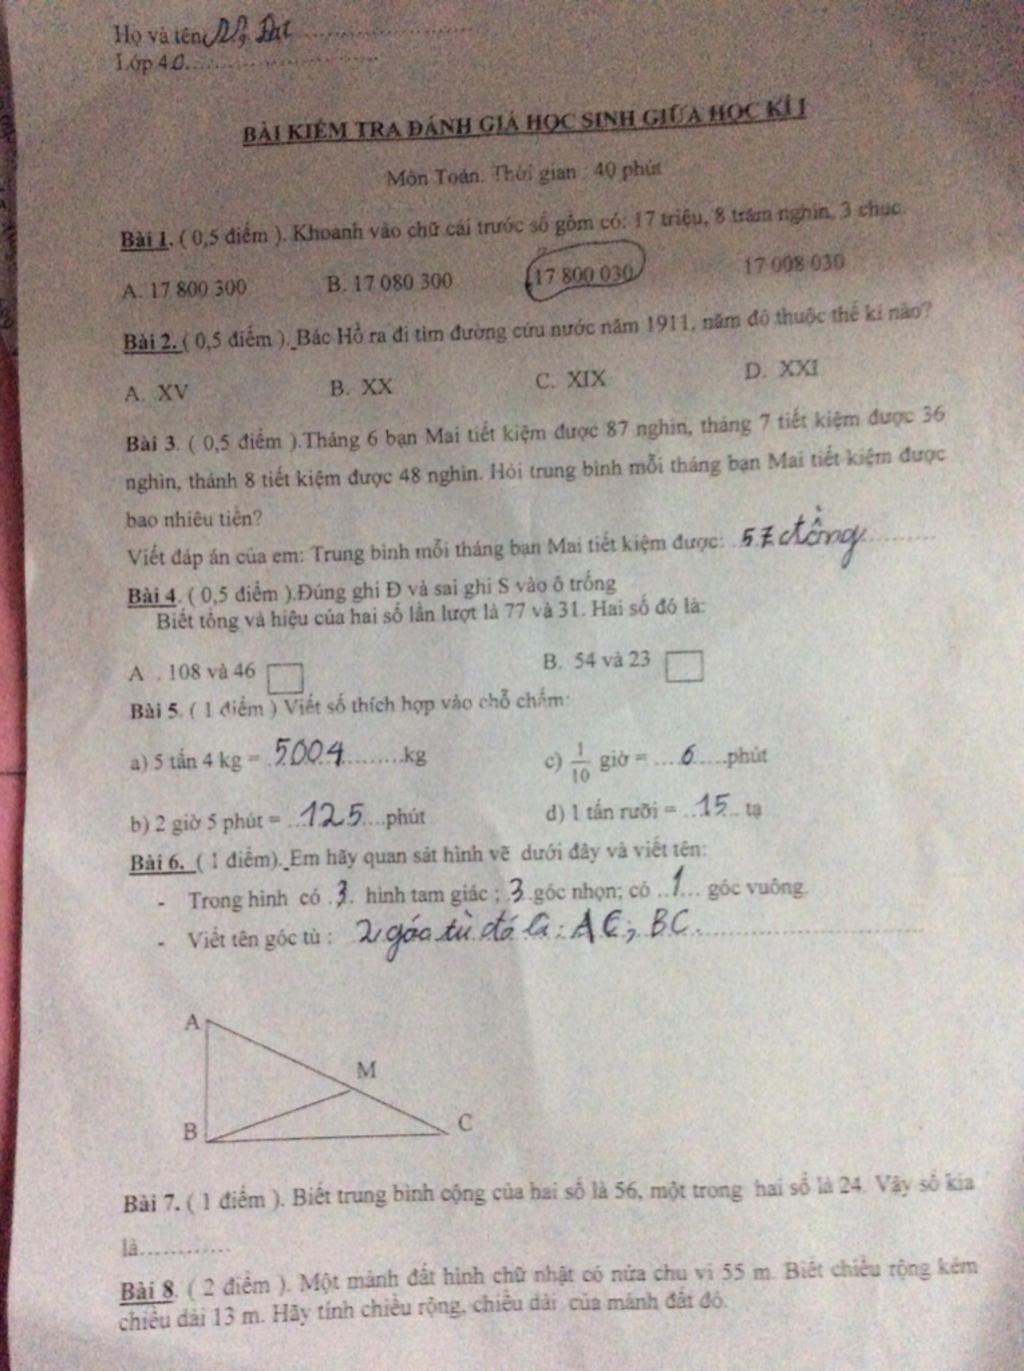 Họ và tên
Lớp 4C
BÀI KIỂM TRA ĐÁNH GIÁ HỌC SINH GIỮA HỌC KÌ I
Môn Toán. Thời gian : 40 phút
Bài 1. ( 0,5 điểm ). Khoanh vào chữ cái trước số gồm có: 17 triệu, 8 trăm nghìn, 3 chục.
A. 17 800 300 B. 17 080 300 17 800 030 17 008 030
Bài 2. ( 0,5 điểm ). Bác Hồ ra đi tìm đường cứu nước năm 1911, năm đó thuộc thế kỉ nào?
A. XV B. XX C. XIX D. XXI
Bài 3. ( 0,5 điểm ).Tháng 6 bạn Mai tiết kiệm được 87 nghìn, tháng 7 tiết kiệm được 36
nghìn, thánh 8 tiết kiệm được 48 nghìn. Hỏi trung bình mỗi tháng bạn Mai tiết kiệm được
bao nhiêu tiền?
Viết đáp án của em: Trung bình mỗi tháng bạn Mai tiết kiệm được: 57 đồng
Bài 4. ( 0,5 điểm ).Đúng ghi Đ và sai ghi S vào ô trống
Biết tổng và hiệu của hai số lần lượt là 77 và 31. Hai số đó là:
A . 108 và 46 B. 54 và 23
Bài 5. ( 1 điểm ) Viết số thích hợp vào chỗ chấm:
a) 5 tấn 4 kg = 5004 kg c) 1/10 giờ = 6 phút
b) 2 giờ 5 phút = 125 phút d) 1 tấn rưỡi = 15 tạ
Bài 6. ( 1 điểm). Em hãy quan sát hình vẽ dưới đây và viết tên:
- Trong hình có 3 hình tam giác ; 3 góc nhọn; có 1 góc vuông.
- Viết tên góc tù : 2 góc tù đó là : AC; BC
A
M
B
C
Bài 7. ( 1 điểm ). Biết trung bình cộng của hai số là 56, một trong hai số là 24. Vậy số kia
là............
Bài 8. ( 2 điểm ). Một mảnh đất hình chữ nhật có nửa chu vi 55 m. Biết chiều rộng kém
chiều dài 13 m. Hãy tính chiều rộng, chiều dài của mảnh đất đó.